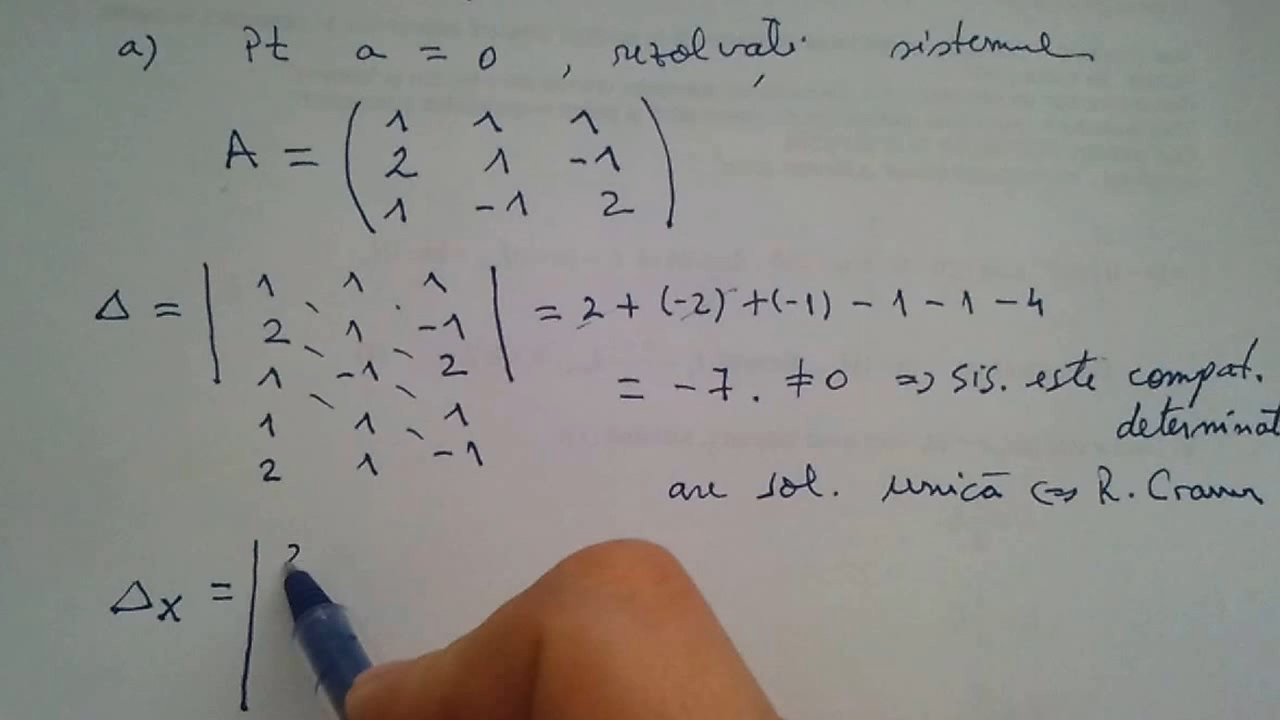 a) Pt a = 0 , rezolvați sistemul
A = ( 1 1 1
2 1 -1
1 -1 2 )
Δ = | 1 1 1
2 1 -1
1 -1 2 | = 2 + (-2) + (-1) - 1 - 1 - 4
1 1 1
2 1 -1
= -7. ≠ 0 ⇒ sis. este compat.
determinat
are sol. unică ⇔ R. Cramer
Δx = |